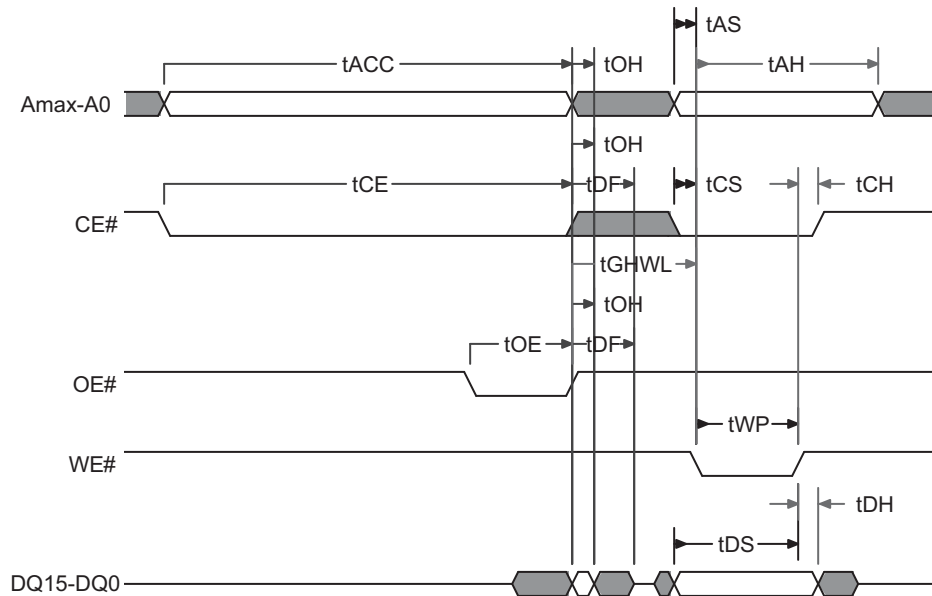 tAS
tACC tOH tAH
Amax-A0
tOH
tCE tDF tCS tCH
CE#
tGHWL
tOH
tOE tDF
OE#
tWP
WE#
tDH
tDS
DQ15-DQ0